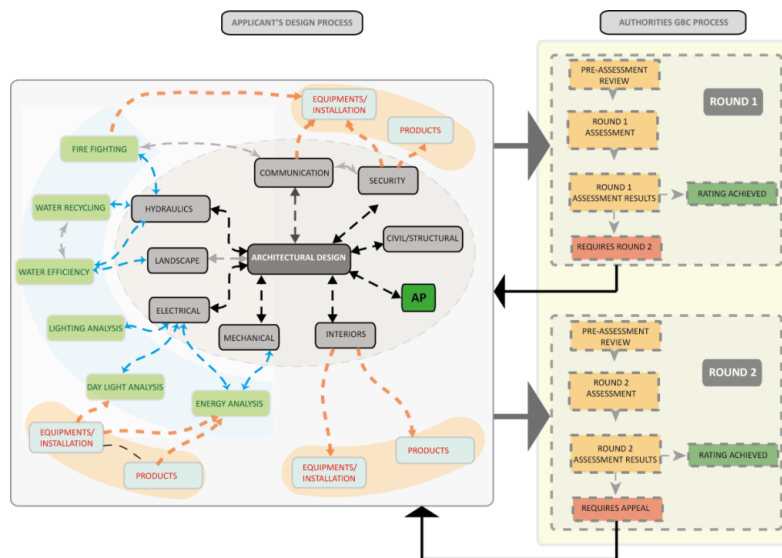 APPLICANT'S DESIGN PROCESS
AUTHORITIES GBC PROCESS
EQUIPMENTS/
INSTALLATION
PRODUCTS
FIRE FIGHTING
COMMUNICATION
SECURITY
WATER RECYCLING
HYDRAULICS
CIVIL/STRUCTURAL
WATER EFFICIENCY
LANDSCAPE
ARCHITECTURAL DESIGN
AP
ELECTRICAL
LIGHTING ANALYSIS
MECHANICAL
INTERIORS
DAY LIGHT ANALYSIS
ENERGY ANALYSIS
EQUIPMENTS/
INSTALLATION
PRODUCTS
EQUIPMENTS/
INSTALLATION
PRODUCTS
PRE-ASSESSMENT
REVIEW
ROUND 1
ROUND 1
ASSESSMENT
ROUND 1
ASSESSMENT RESULTS
RATING ACHIEVED
REQUIRES ROUND 2
PRE-ASSESSMENT
REVIEW
ROUND 2
ROUND 2
ASSESSMENT
ROUND 2
ASSESSMENT RESULTS
RATING ACHIEVED
REQUIRES APPEAL